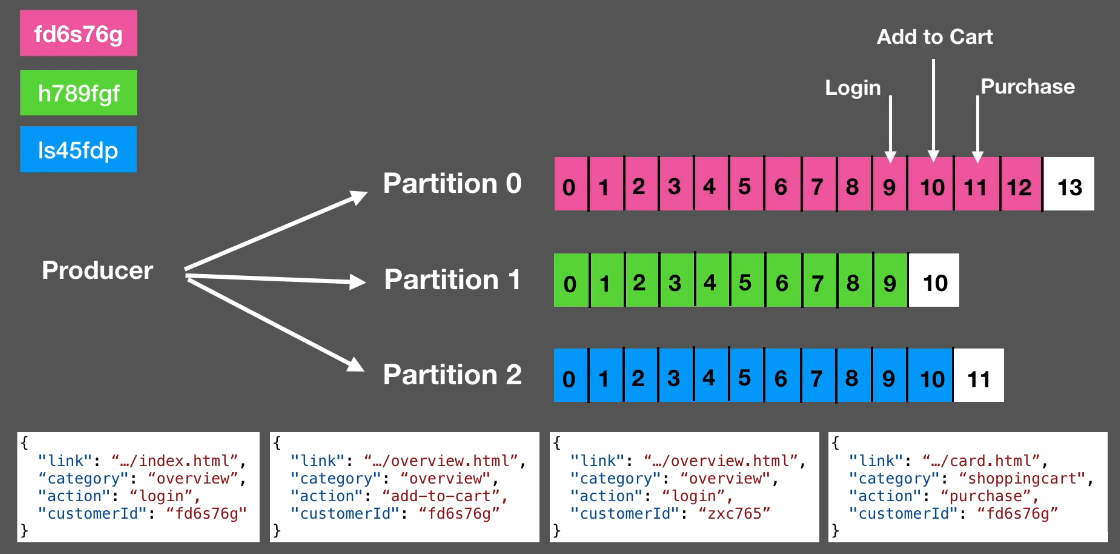 fd6s76g
h789fgf
ls45fdp
Add to Cart
Login
Purchase
Partition 0
0 1 2 3 4 5 6 7 8 9 10 11 12 13
Producer
Partition 1
0 1 2 3 4 5 6 7 8 9 10
Partition 2
0 1 2 3 4 5 6 7 8 9 10 11
{
"link": “…/index.html”,
“category": “overview”,
"action": “login”,
"customerId": “fd6s76g"
}
{
"link": “…/overview.html”,
“category": “overview”,
"action": “add-to-cart”,
"customerId": “fd6s76g”
}
{
"link": “…/overview.html”,
“category": “overview",
"action": “login”,
"customerId": “zxc765”
}
{
"link": “…/card.html”,
"category": “shoppingcart",
"action": “purchase”,
"customerId": “fd6s76g”
}